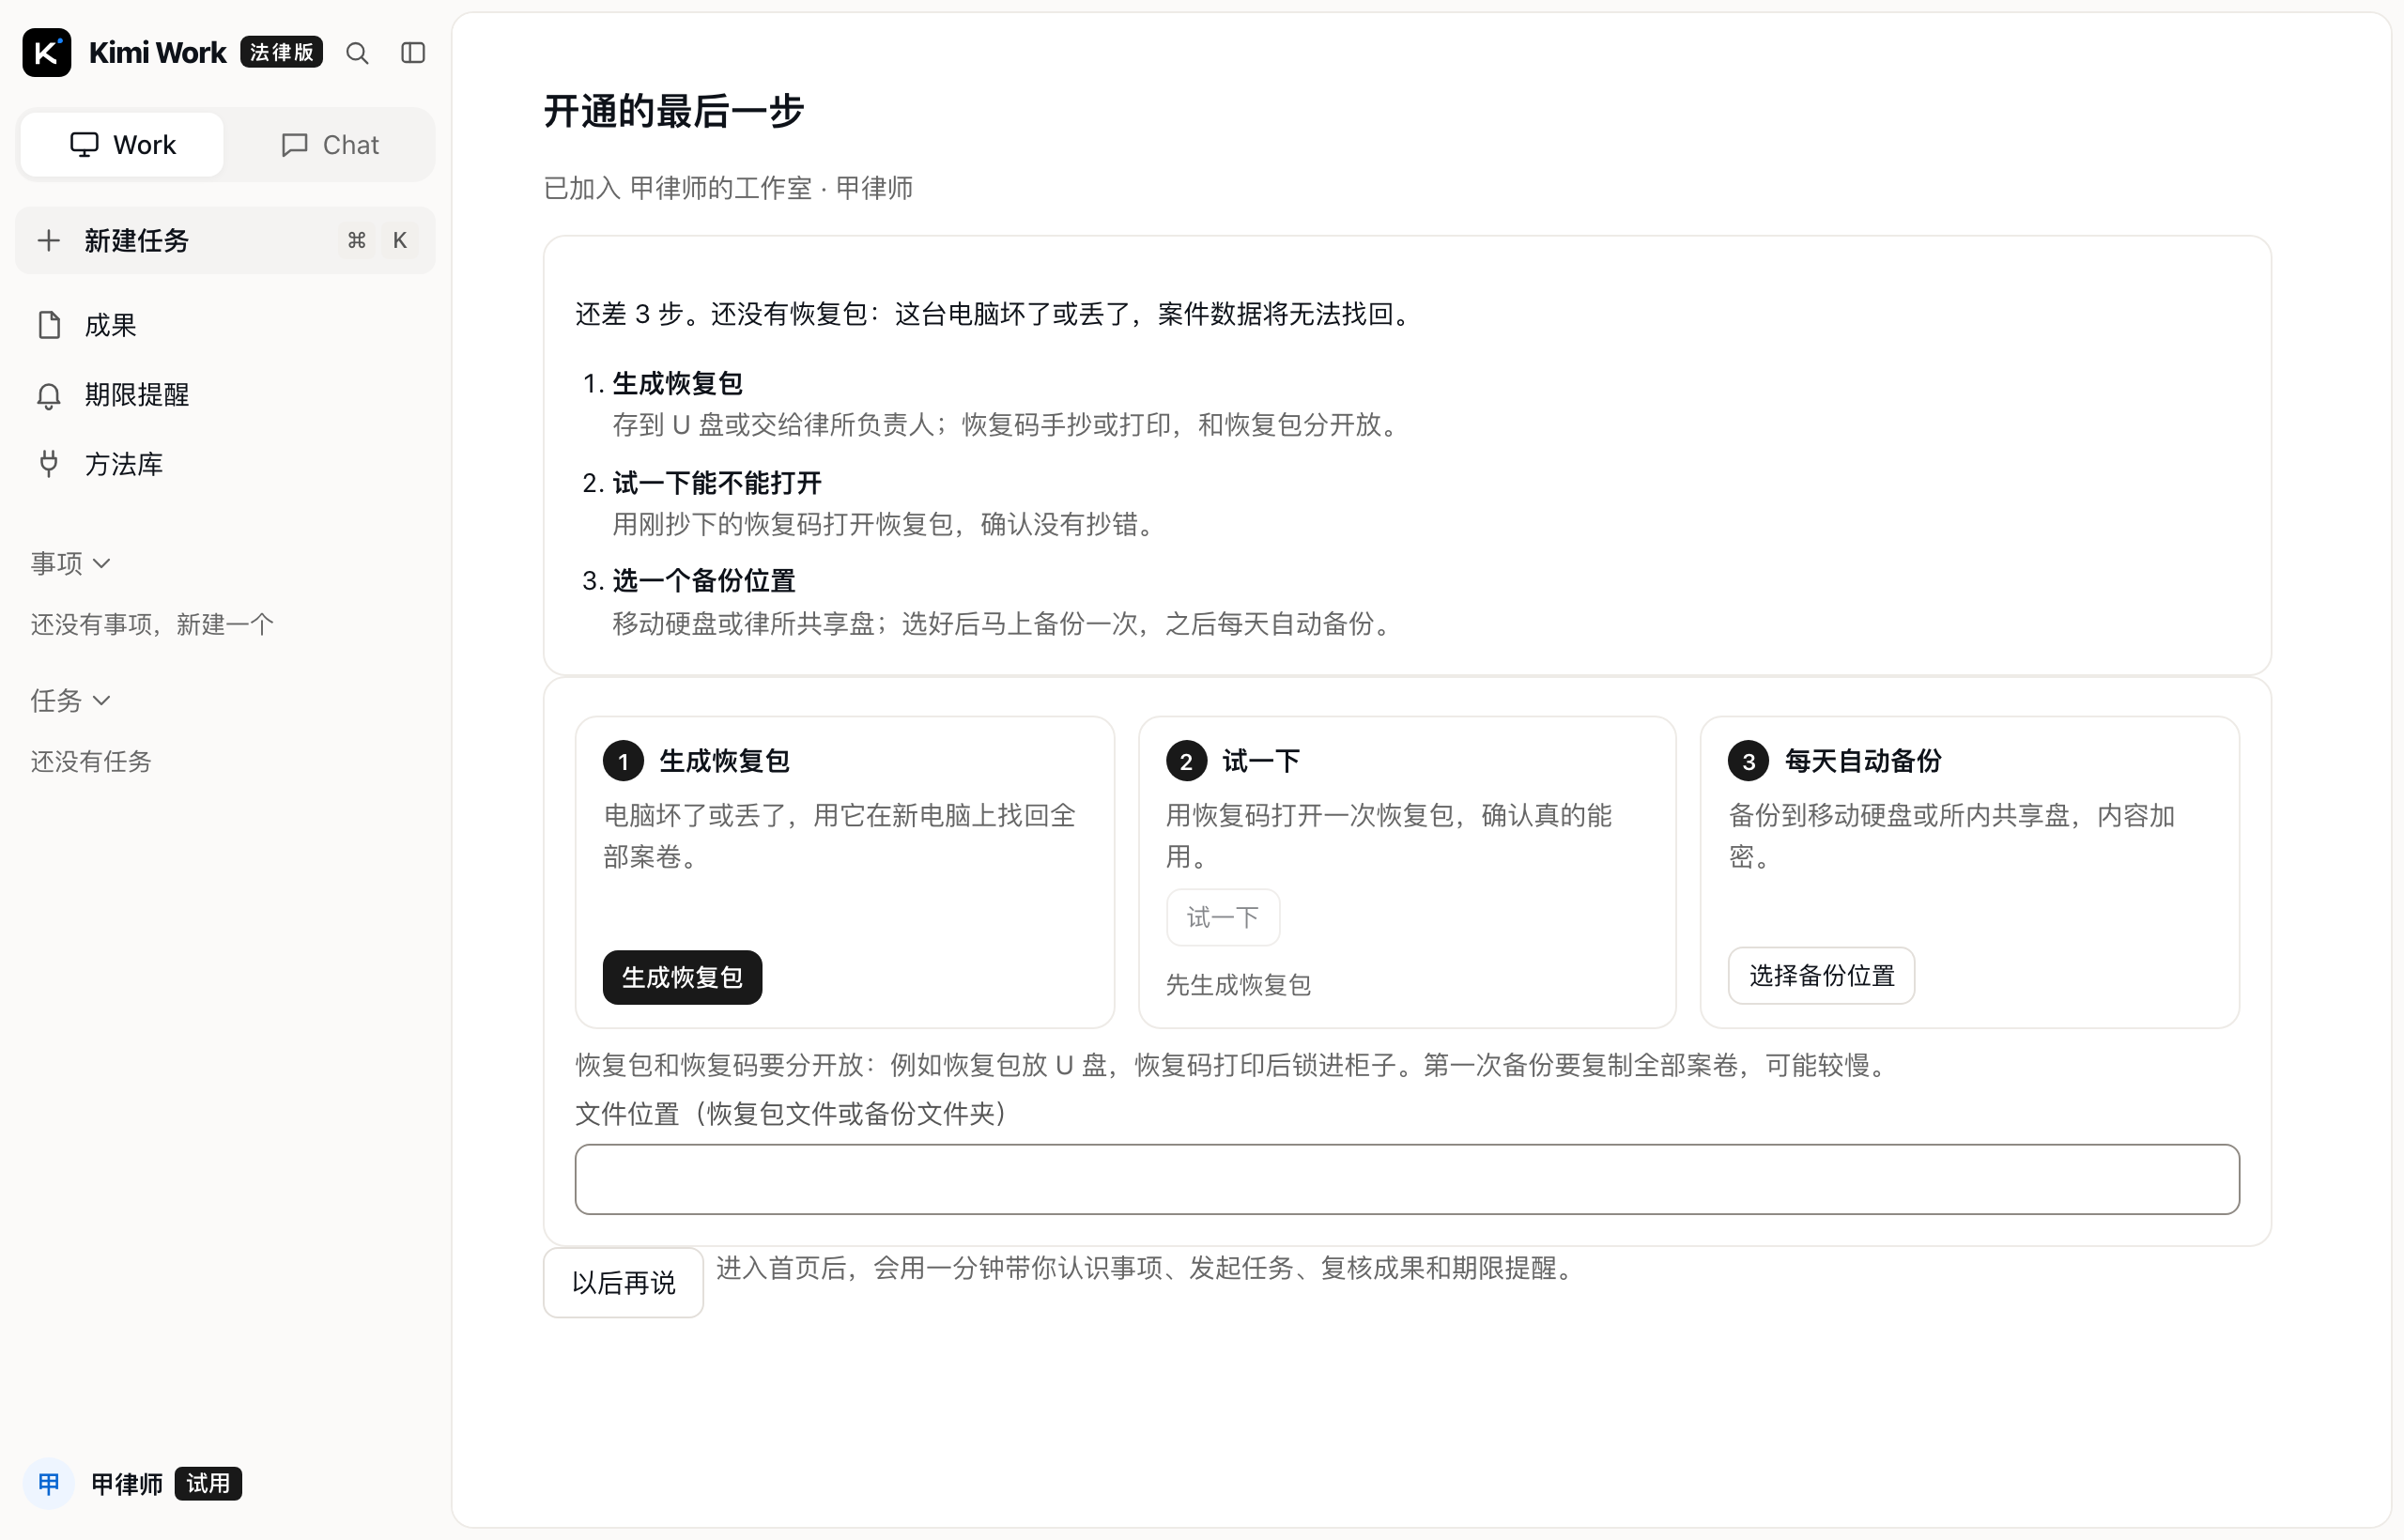 Kimi Work 法律版
Work
Chat
新建任务 ⌘ K
成果
期限提醒
方法库
事项
还没有事项，新建一个
任务
还没有任务
甲 甲律师 试用
开通的最后一步
已加入 甲律师的工作室 · 甲律师
还差 3 步。还没有恢复包：这台电脑坏了或丢了，案件数据将无法找回。
1. 生成恢复包
存到 U 盘或交给律所负责人；恢复码手抄或打印，和恢复包分开放。
2. 试一下能不能打开
用刚抄下的恢复码打开恢复包，确认没有抄错。
3. 选一个备份位置
移动硬盘或律所共享盘；选好后马上备份一次，之后每天自动备份。
1 生成恢复包
电脑坏了或丢了，用它在新电脑上找回全
部案卷。
生成恢复包
2 试一下
用恢复码打开一次恢复包，确认真的能
用。
试一下
先生成恢复包
3 每天自动备份
备份到移动硬盘或所内共享盘，内容加
密。
选择备份位置
恢复包和恢复码要分开放：例如恢复包放 U 盘，恢复码打印后锁进柜子。第一次备份要复制全部案卷，可能较慢。
文件位置（恢复包文件或备份文件夹）
以后再说
进入首页后，会用一分钟带你认识事项、发起任务、复核成果和期限提醒。